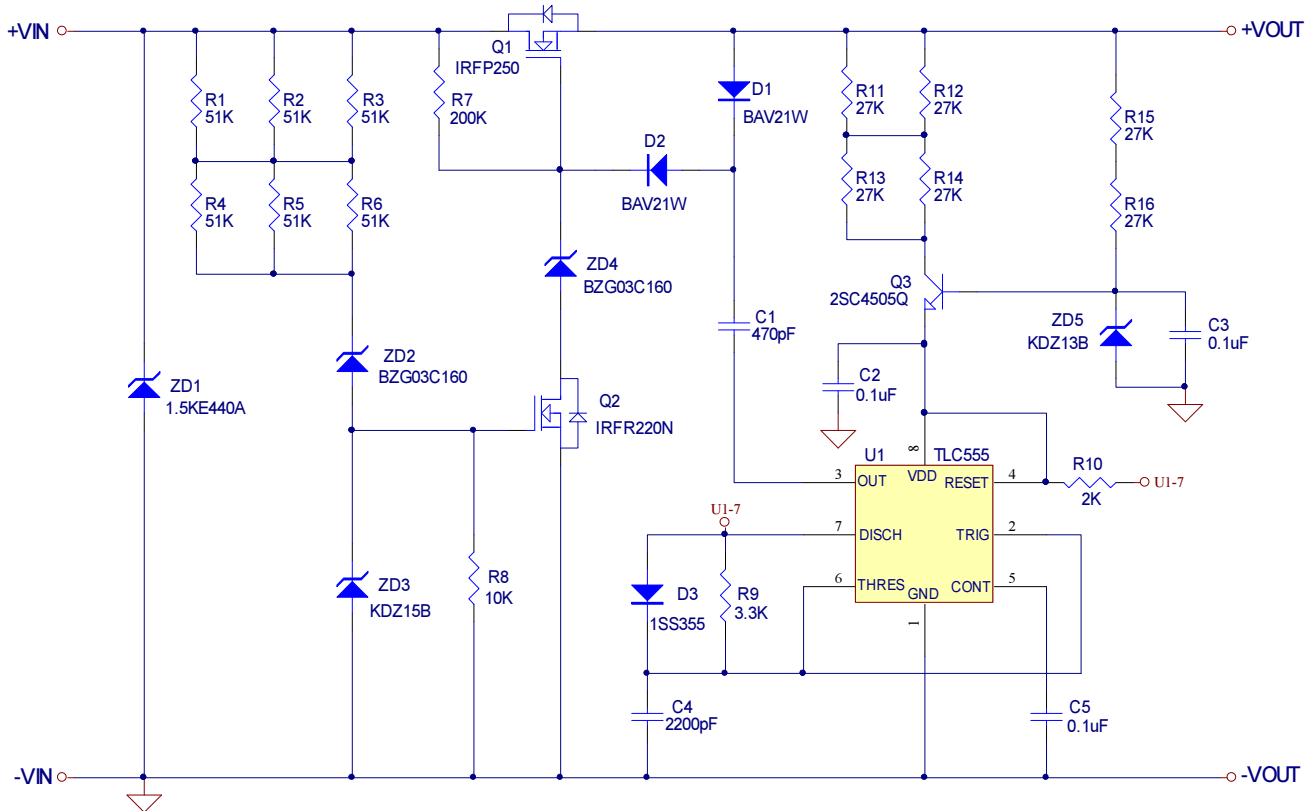 +VIN
+VOUT
Q1
IRFP250
R1
51K
R2
51K
R3
51K
R7
200K
D1
BAV21W
R11
27K
R12
27K
R15
27K
D2
BAV21W
R4
51K
R5
51K
R6
51K
R13
27K
R14
27K
R16
27K
ZD4
BZG03C160
Q3
2SC4505Q
C1
470pF
ZD5
KDZ13B
C3
0.1uF
ZD2
BZG03C160
ZD1
1.5KE440A
C2
0.1uF
Q2
IRFR220N
U1
TLC555
8
VDD
3
OUT
RESET
4
R10
2K
U1-7
U1-7
7
DISCH
TRIG
2
6
THRES
GND
CONT
5
1
ZD3
KDZ15B
R8
10K
D3
1SS355
R9
3.3K
C4
2200pF
C5
0.1uF
-VIN
-VOUT